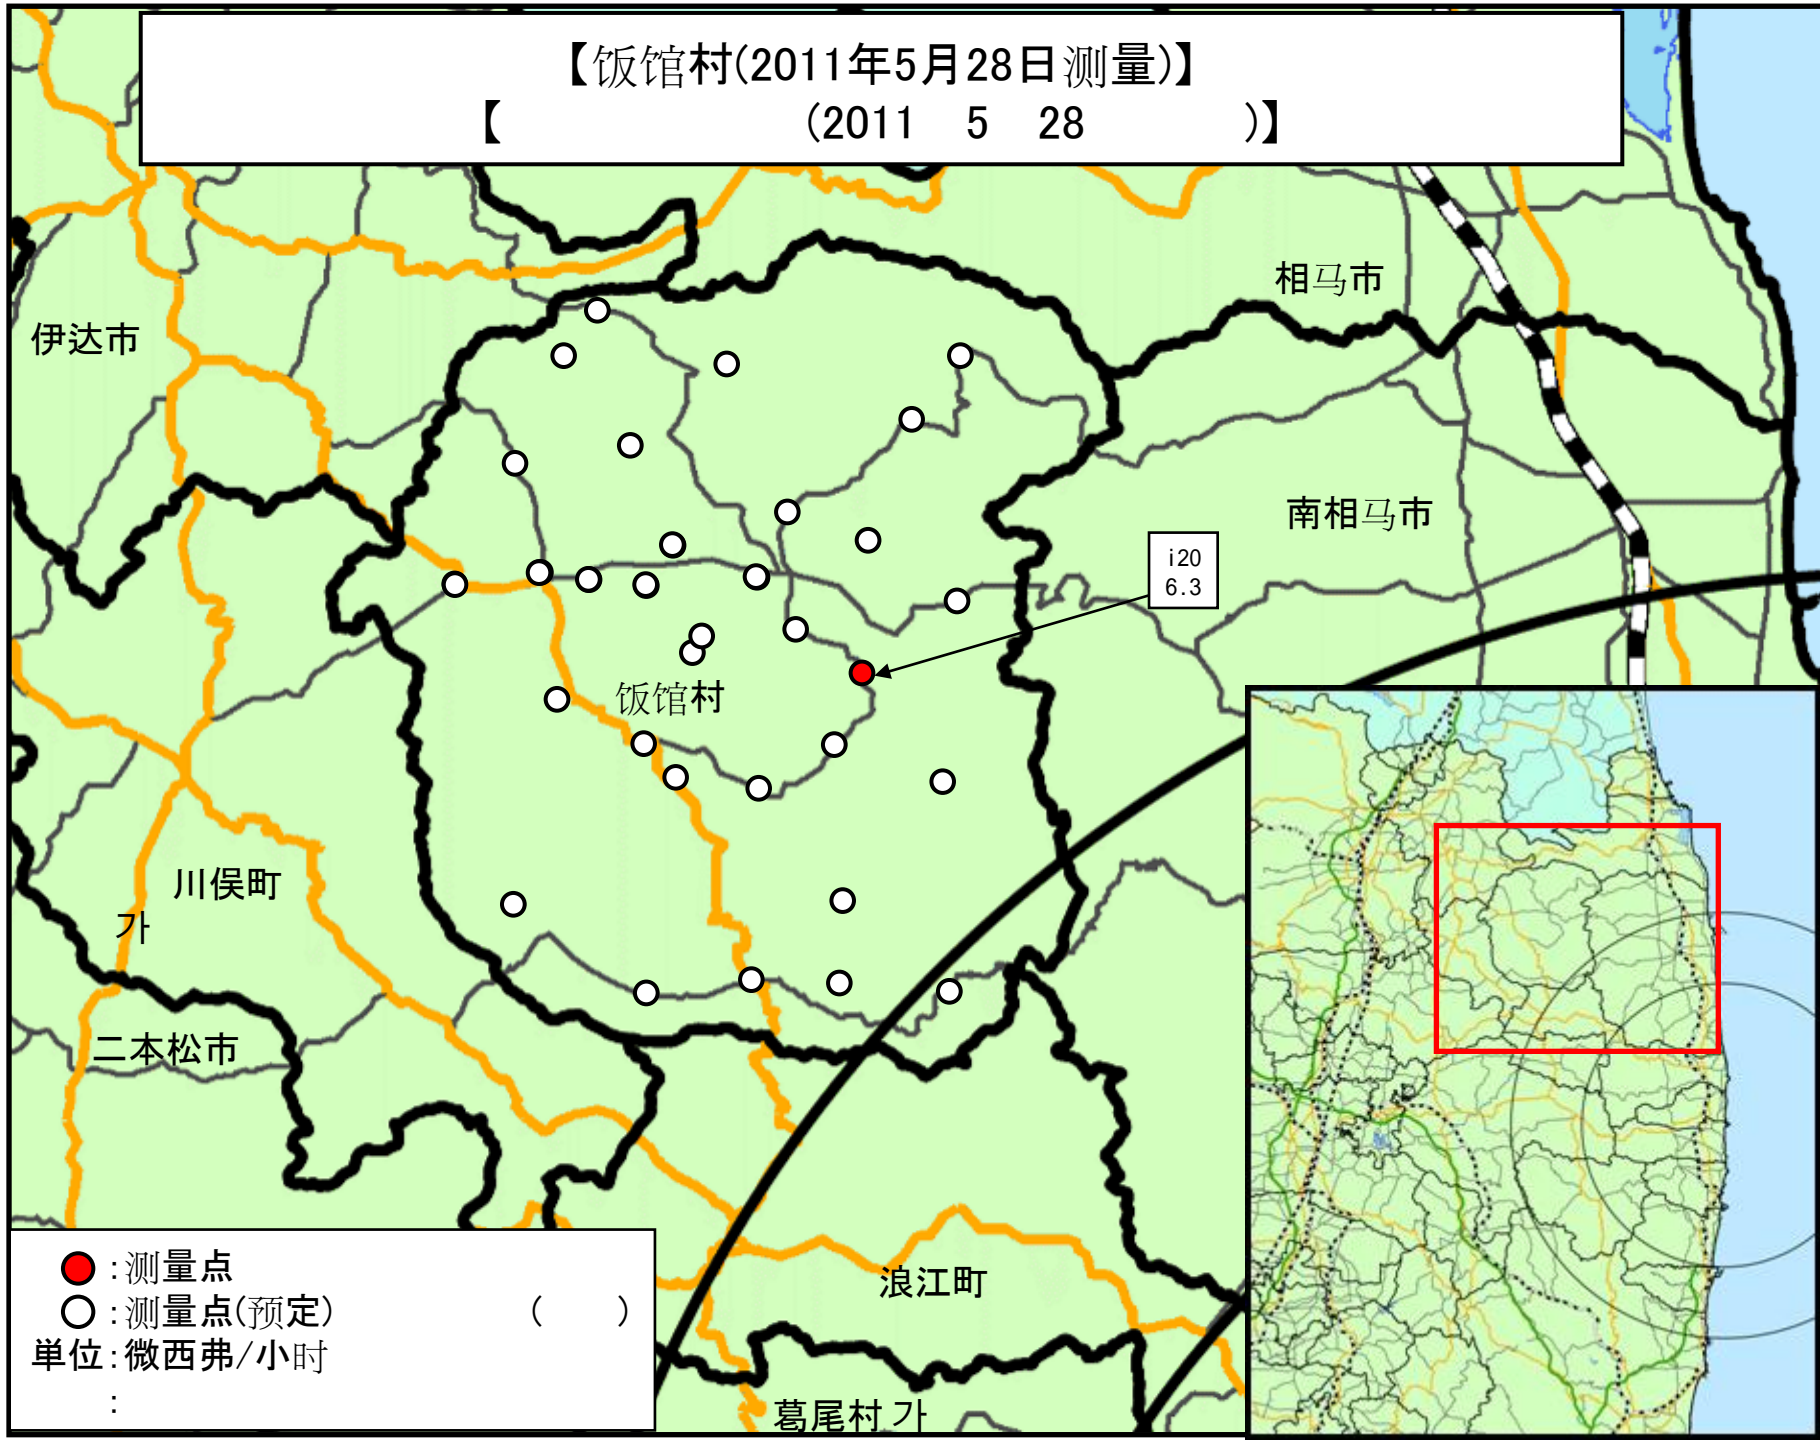 【饭馆村(2011年5月28日测量)】
【 (2011 5 28 )】
相马市
伊达市
南相马市
i20
6.3
饭馆村
川俣町
가
二本松市
浪江町
葛尾村 가
:测量点
:测量点(预定) ( )
単位:微西弗/小时
: